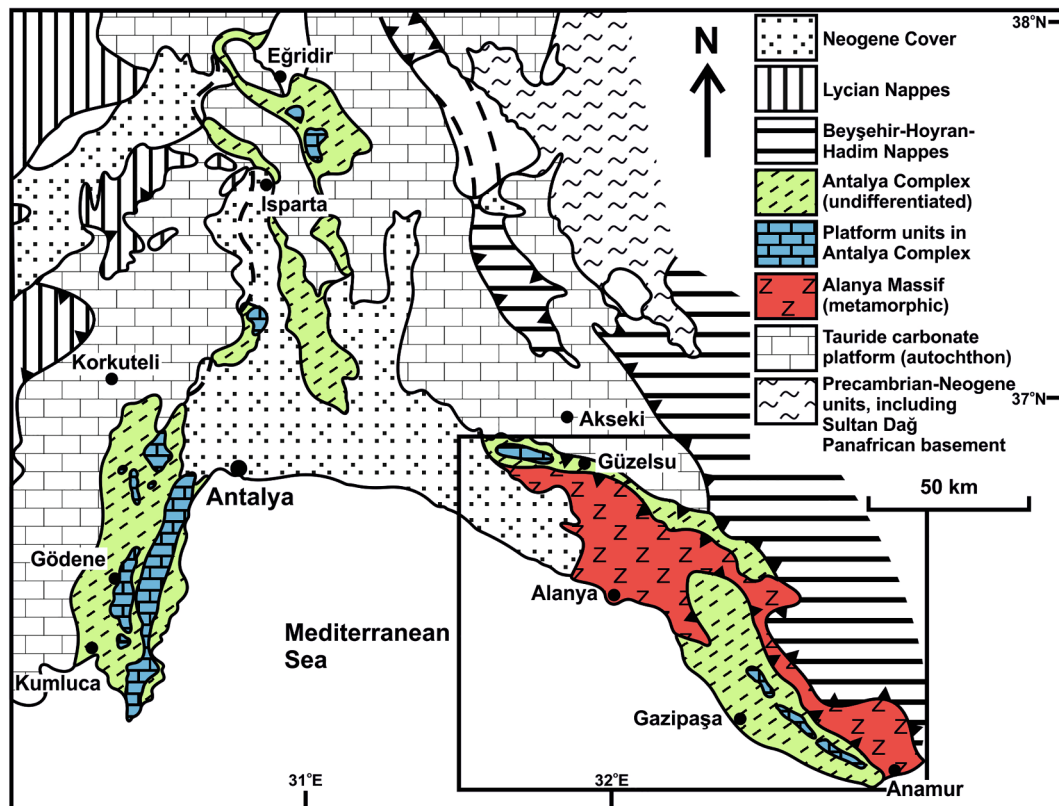 38°
N
Neogene Cover
Lycian Nappes
Beyşehir-Hoyran-
Hadim Nappes
Antalya Complex
(undifferentiated)
Platform units in
Antalya Complex
Z Z
Z
Alanya Massif
(metamorphic)
Tauride carbonate
platform (autochthon)
Precambrian-Neogene
units, including
Sultan Dağ
Panafrican basement
37°N
50 km
Eğridir
Isparta
Korkuteli
Akseki
Güzelsu
Antalya
Gödene
Alanya
Mediterranean
Sea
Kumluca
Gazipaşa
Anamur
31°E
32°E